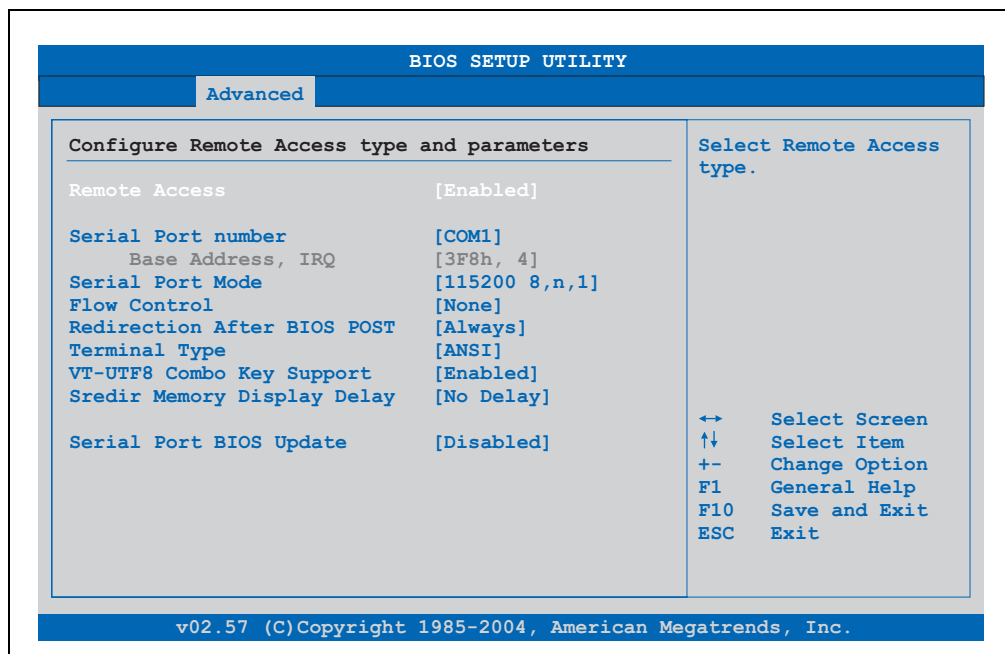 BIOS SETUP UTILITY
Advanced
Configure Remote Access type and parameters
Remote Access [Enabled]
Serial Port number [COM1]
Base Address, IRQ [3F8h, 4]
Serial Port Mode [115200 8,n,1]
Flow Control [None]
Redirection After BIOS POST [Always]
Terminal Type [ANSI]
VT-UTF8 Combo Key Support [Enabled]
Sredir Memory Display Delay [No Delay]
Serial Port BIOS Update [Disabled]
Select Remote Access
type.
↔ Select Screen
↑↓ Select Item
+- Change Option
F1 General Help
F10 Save and Exit
ESC Exit
v02.57 (C)Copyright 1985-2004, American Megatrends, Inc.